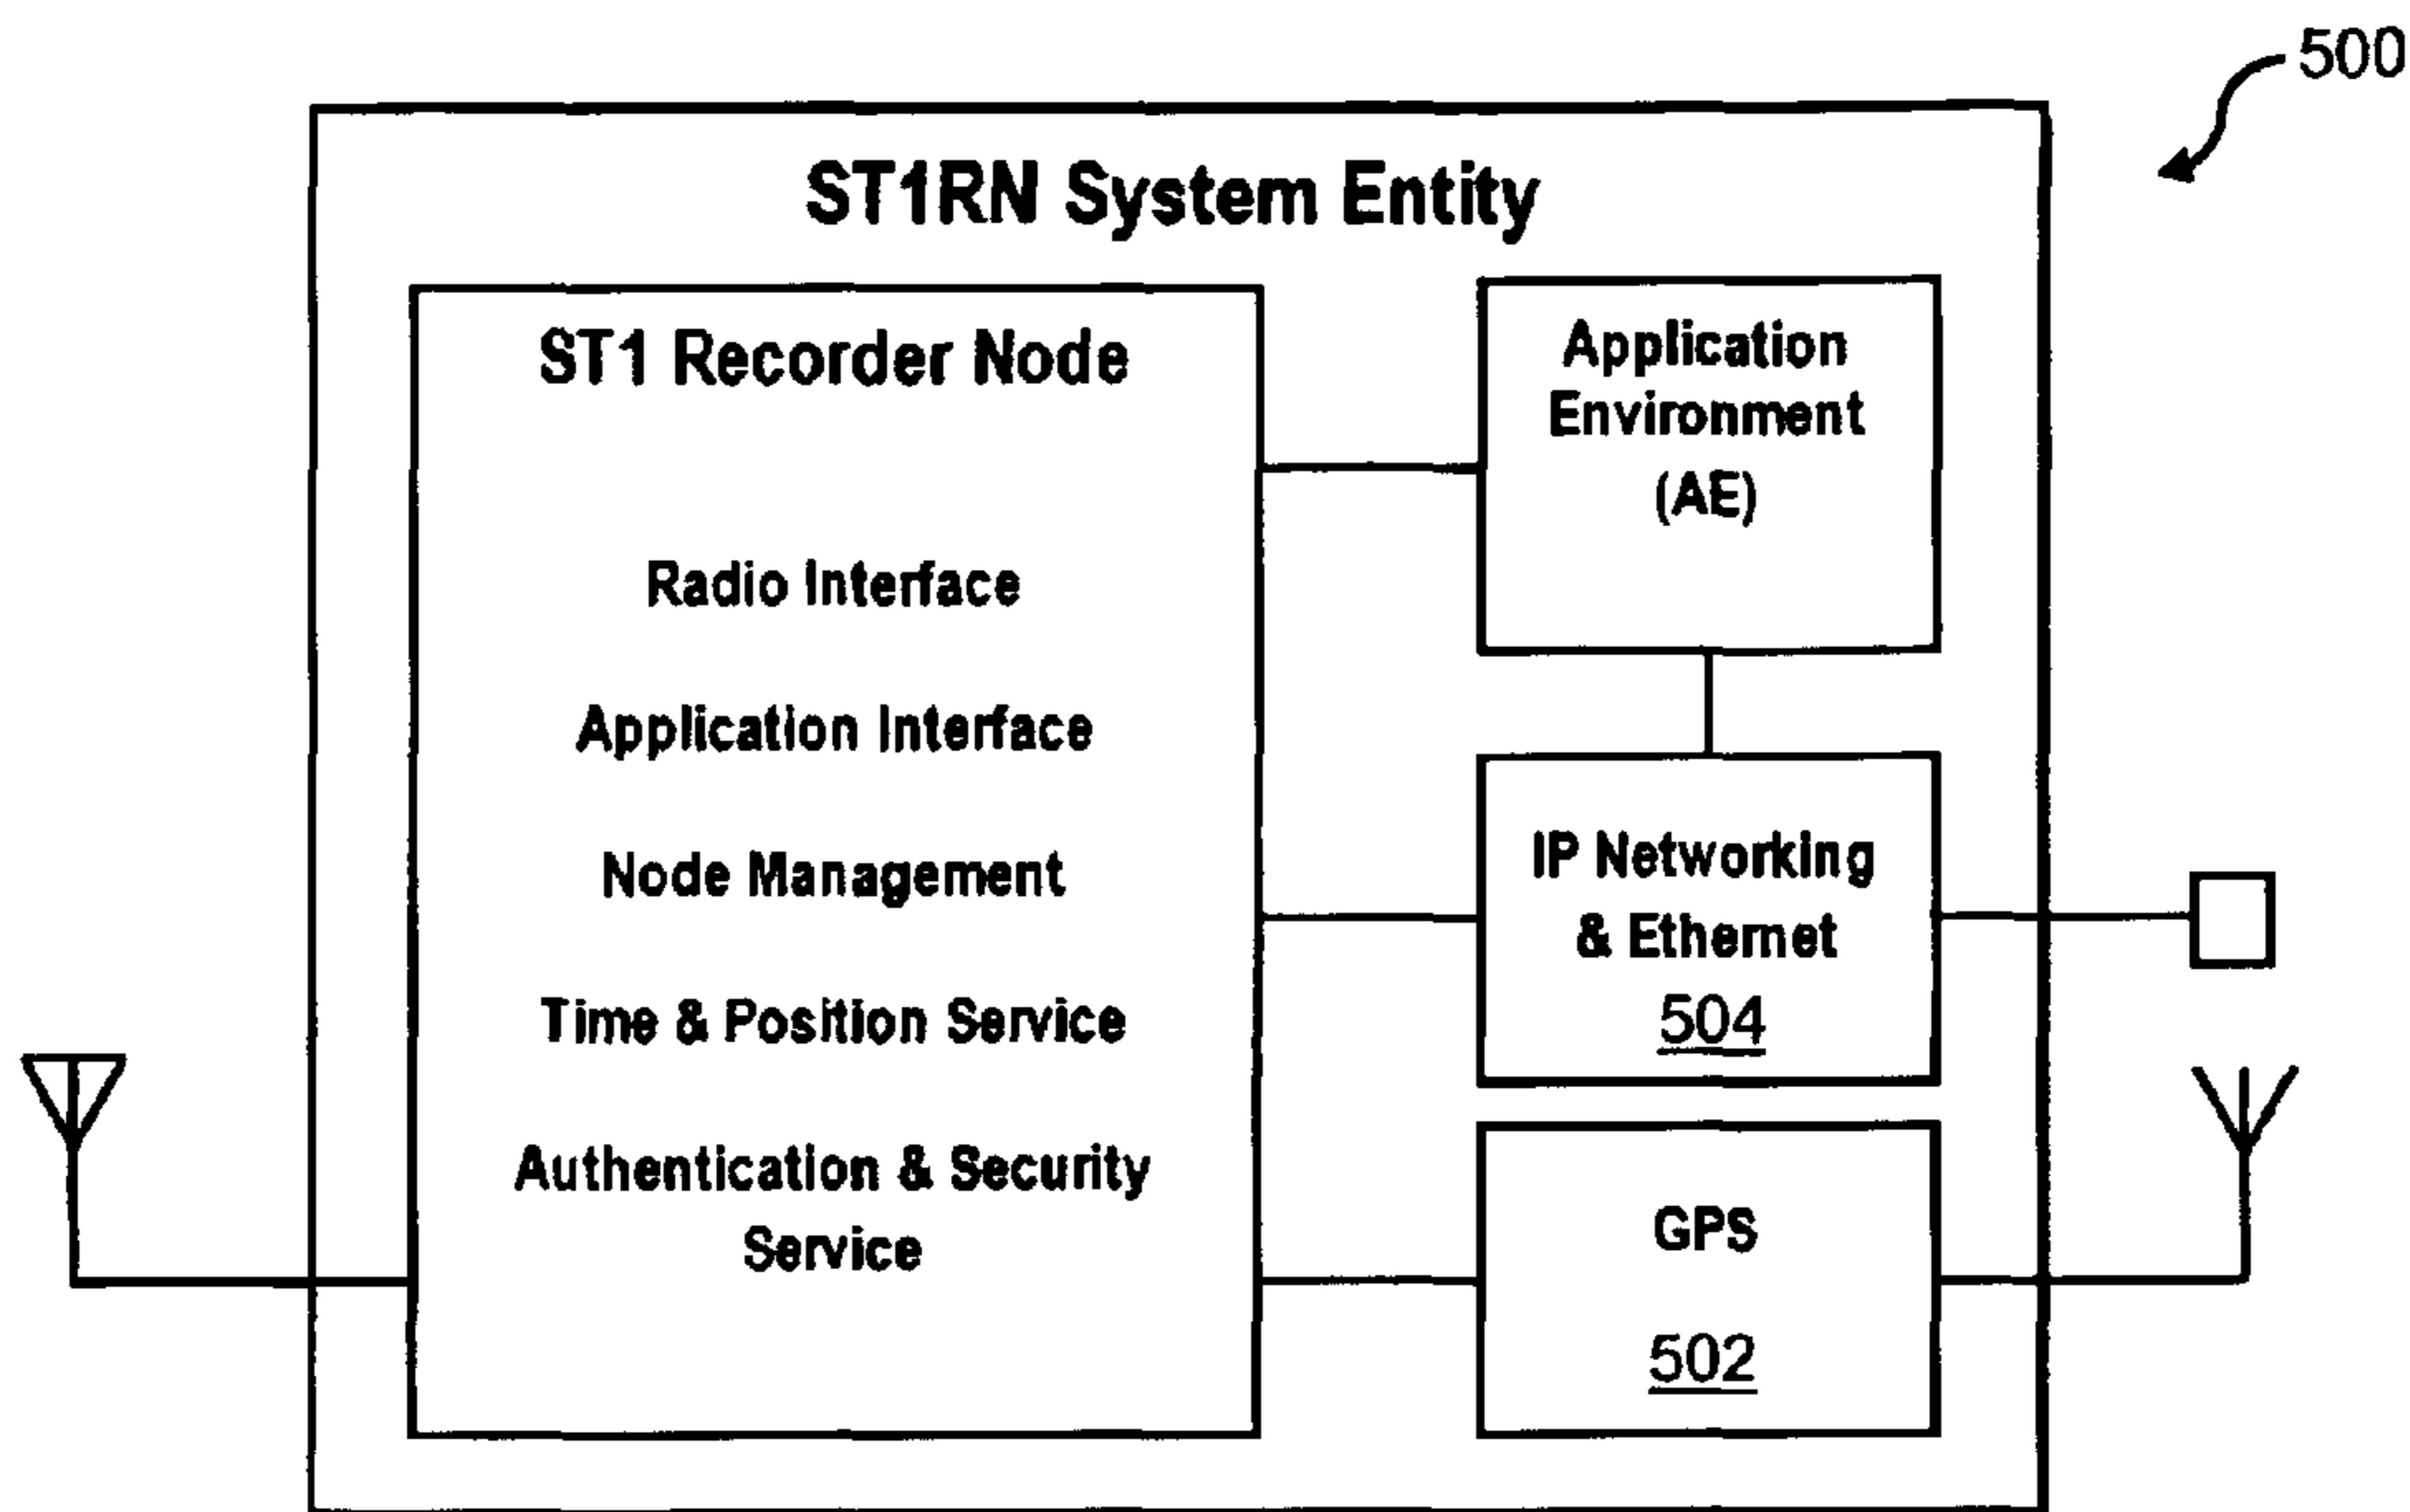 500
ST1RN System Entity
ST1 Recorder Node
Radio Interface
Application Interface
Node Management
Time & Position Service
Authentication & Security
Service
Application
Environment
(AE)
IP Networking
& Ethernet
504
GPS
502